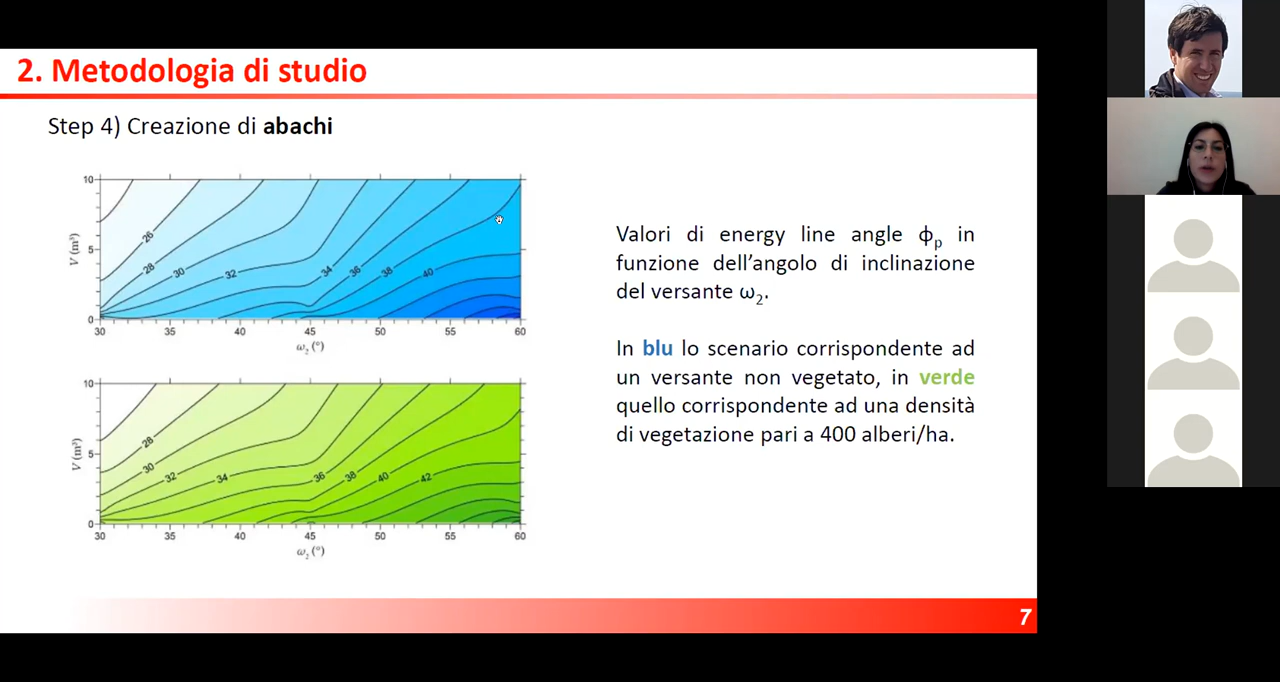 2. Metodologia di studio
Step 4) Creazione di abachi
10
5
0
V (m³)
26
28
30
32
34
36
38
40
30
35
40
45
50
55
60
ω₂ (°)
10
5
0
V (m³)
28
30
32
34
36
38
40
42
30
35
40
45
50
55
60
ω₂ (°)
Valori di energy line angle ϕₚ in
funzione dell’angolo di inclinazione
del versante ω₂.
In blu lo scenario corrispondente ad
un versante non vegetato, in verde
quello corrispondente ad una densità
di vegetazione pari a 400 alberi/ha.
7